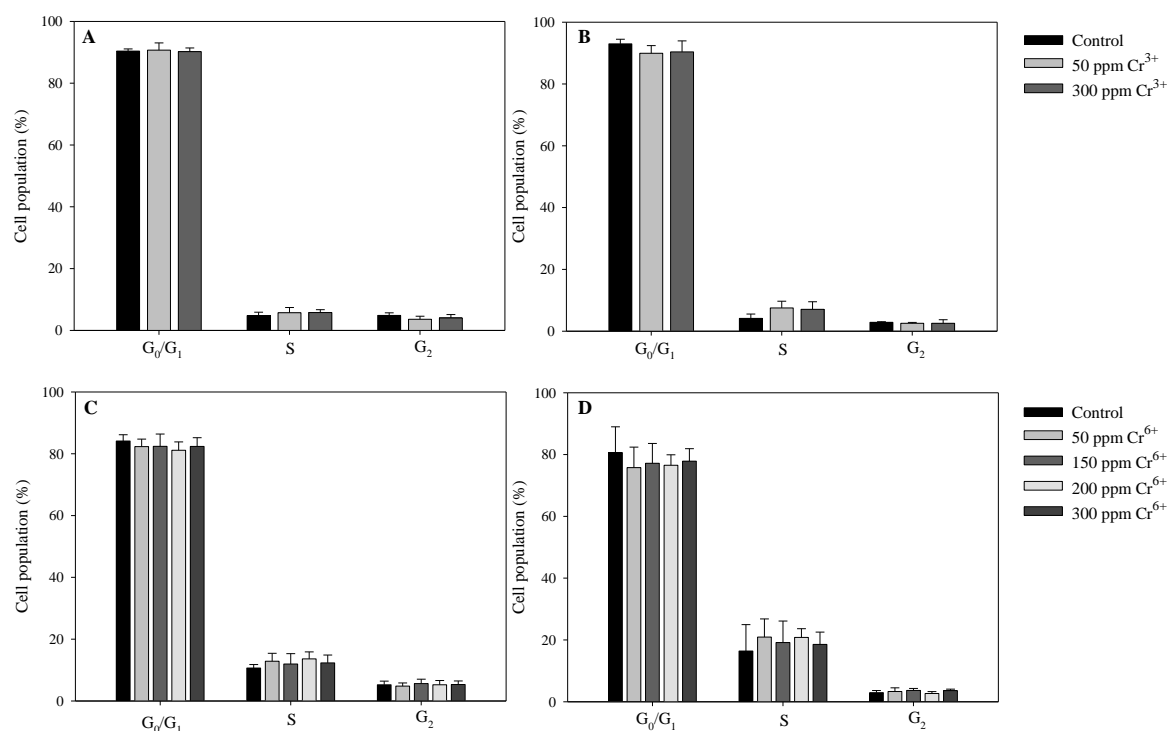 A
Cell population (%)
100
80
60
40
20
0
G₀/G₁ S G₂
B
Cell population (%)
100
80
60
40
20
0
G₀/G₁ S G₂
Control
50 ppm Cr³⁺
300 ppm Cr³⁺
C
Cell population (%)
100
80
60
40
20
0
G₀/G₁ S G₂
D
Cell population (%)
100
80
60
40
20
0
G₀/G₁ S G₂
Control
50 ppm Cr⁶⁺
150 ppm Cr⁶⁺
200 ppm Cr⁶⁺
300 ppm Cr⁶⁺